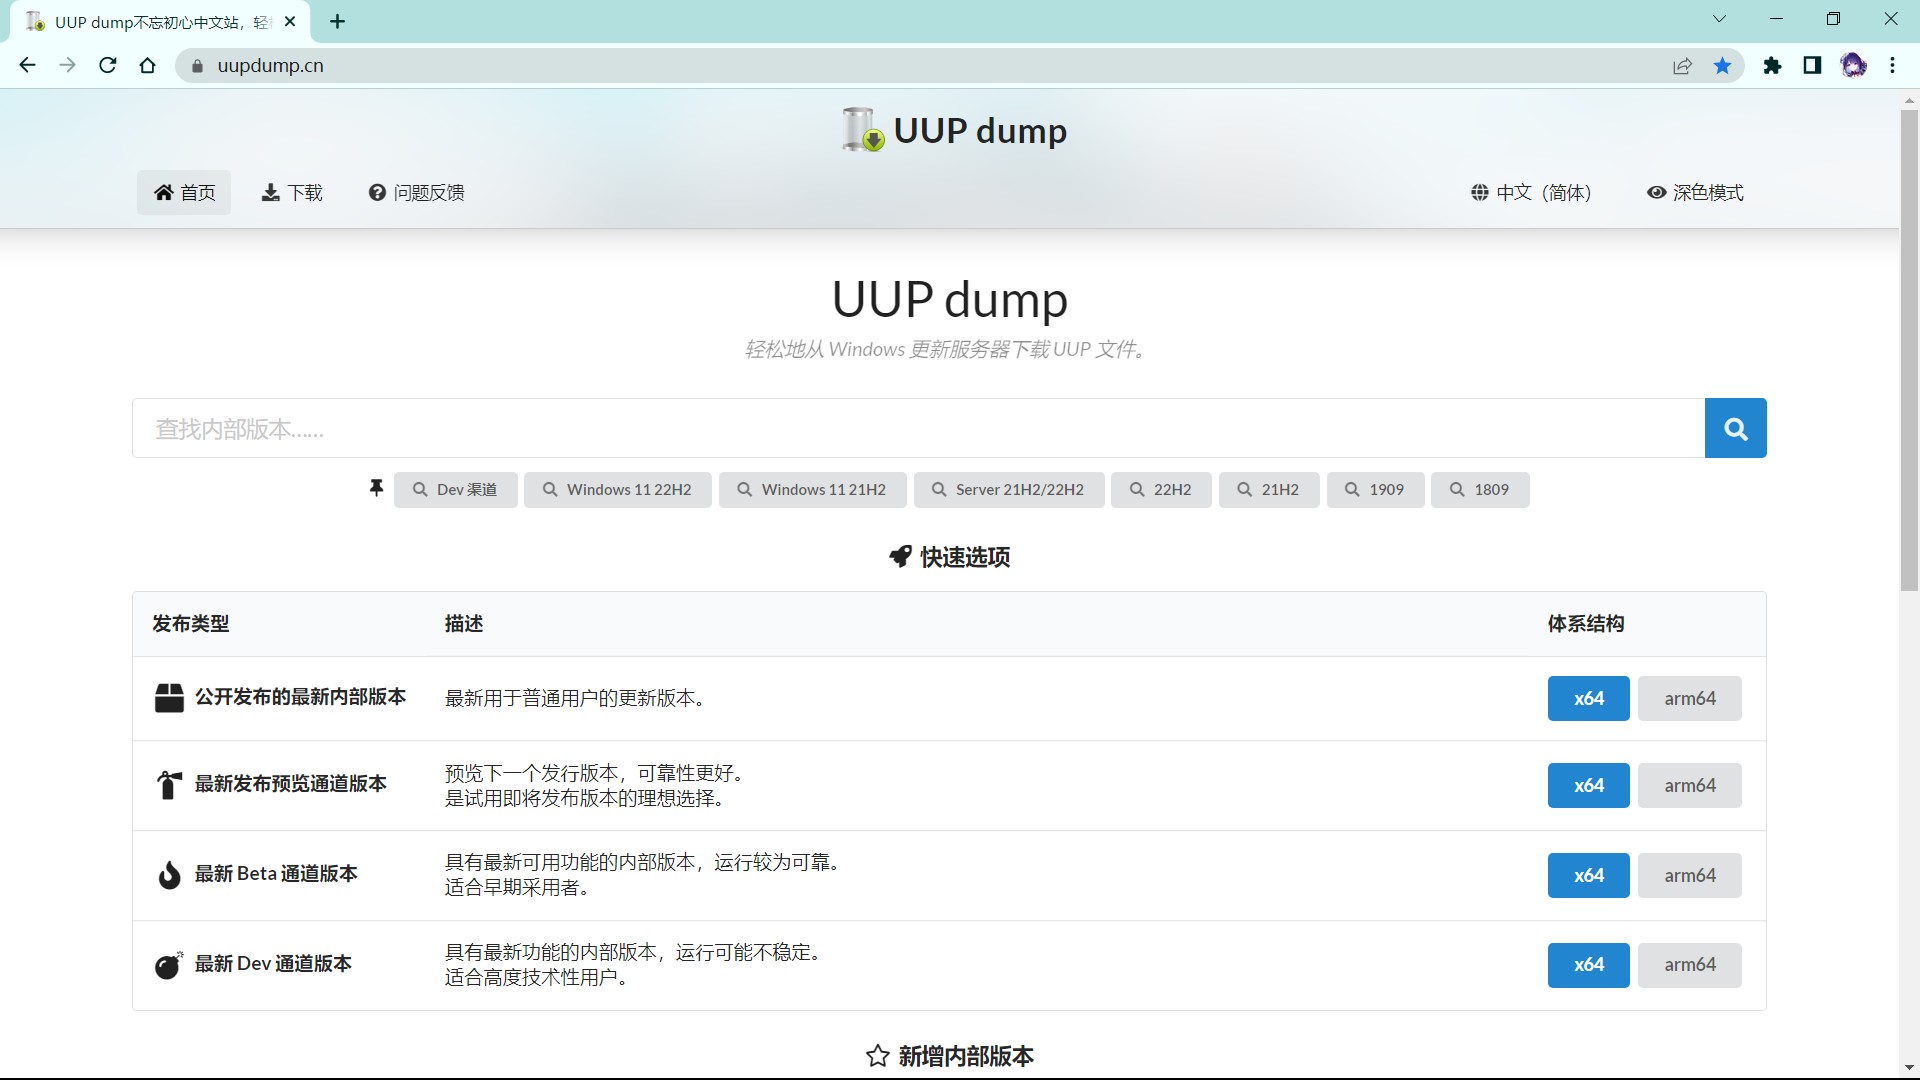 UUP dump不忘初心中文站，轻
uupdump.cn
UUP dump
首页
下载
问题反馈
中文（简体）
深色模式
UUP dump
轻松地从 Windows 更新服务器下载 UUP 文件。
查找内部版本……
Dev 渠道
Windows 11 22H2
Windows 11 21H2
Server 21H2/22H2
22H2
21H2
1909
1809
快速选项
发布类型
描述
体系结构
公开发布的最新内部版本
最新用于普通用户的更新版本。
x64
arm64
最新发布预览通道版本
预览下一个发行版本，可靠性更好。
是试用即将发布版本的理想选择。
x64
arm64
最新 Beta 通道版本
具有最新可用功能的内部版本，运行较为可靠。
适合早期采用者。
x64
arm64
最新 Dev 通道版本
具有最新功能的内部版本，运行可能不稳定。
适合高度技术性用户。
x64
arm64
新增内部版本